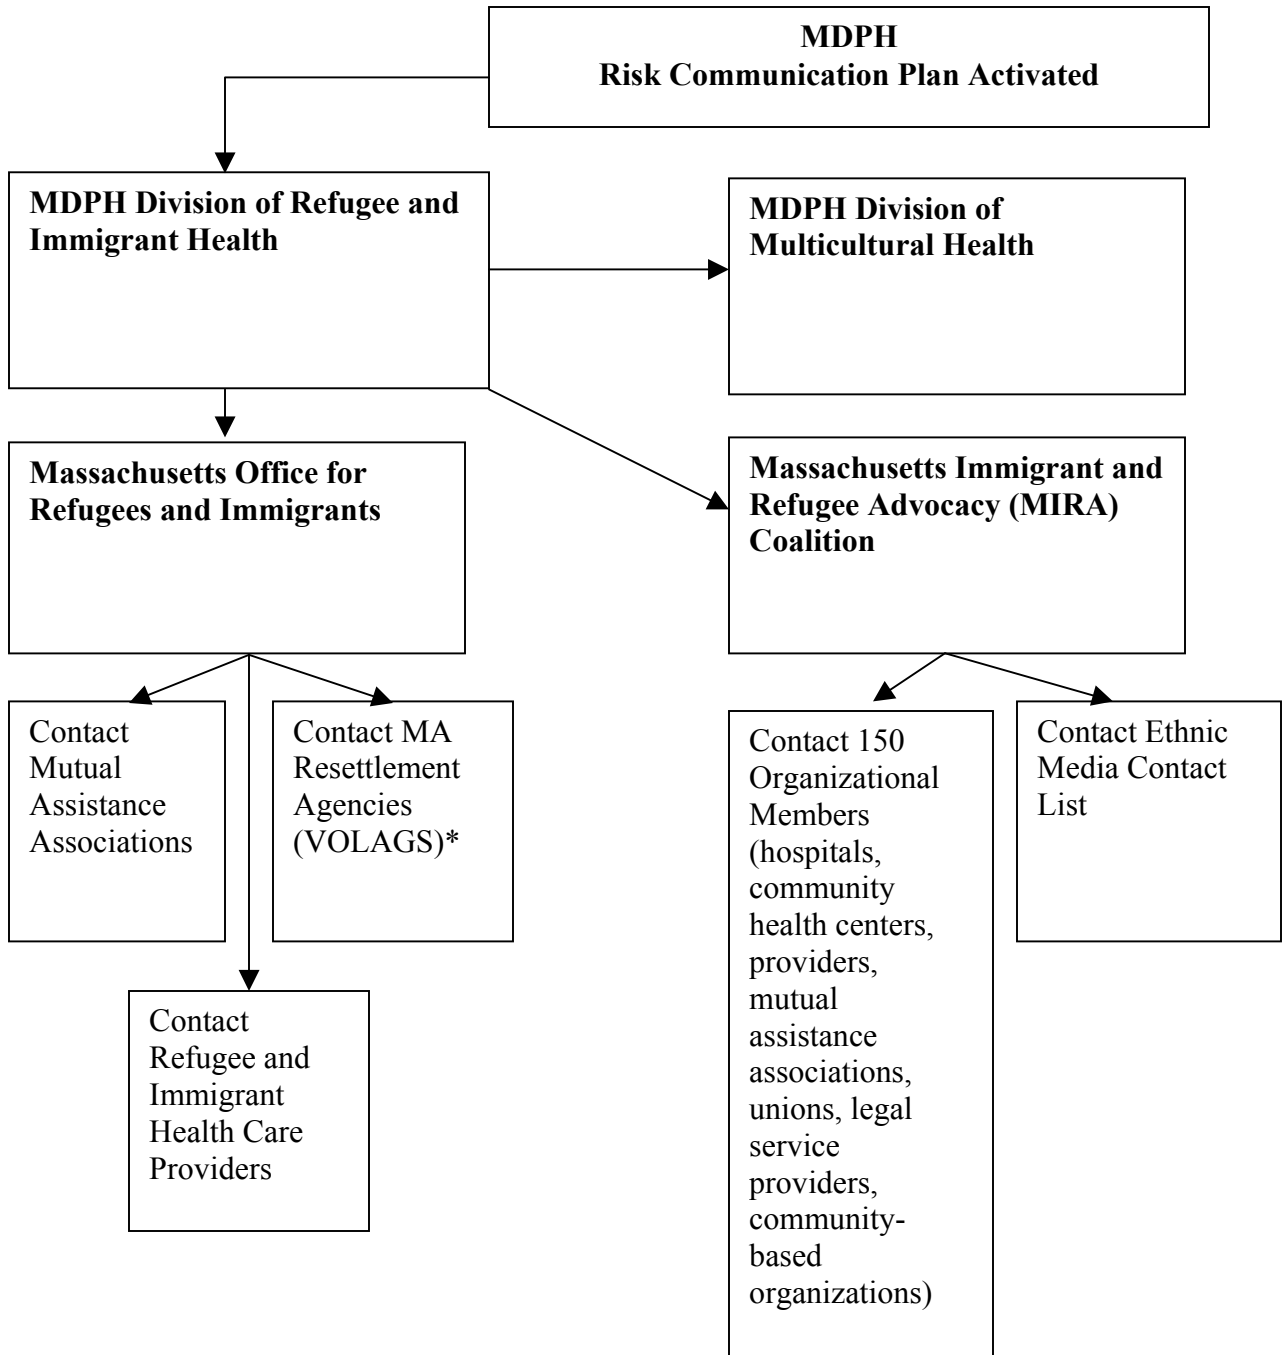 MDPH
Risk Communication Plan Activated
MDPH Division of Refugee and
Immigrant Health
MDPH Division of
Multicultural Health
Massachusetts Office for
Refugees and Immigrants
Massachusetts Immigrant and
Refugee Advocacy (MIRA)
Coalition
Contact
Mutual
Assistance
Associations
Contact MA
Resettlement
Agencies
(VOLAGS)*
Contact
Refugee and
Immigrant
Health Care
Providers
Contact 150
Organizational
Members
(hospitals,
community
health centers,
providers,
mutual
assistance
associations,
unions, legal
service
providers,
community-
based
organizations)
Contact Ethnic
Media Contact
List